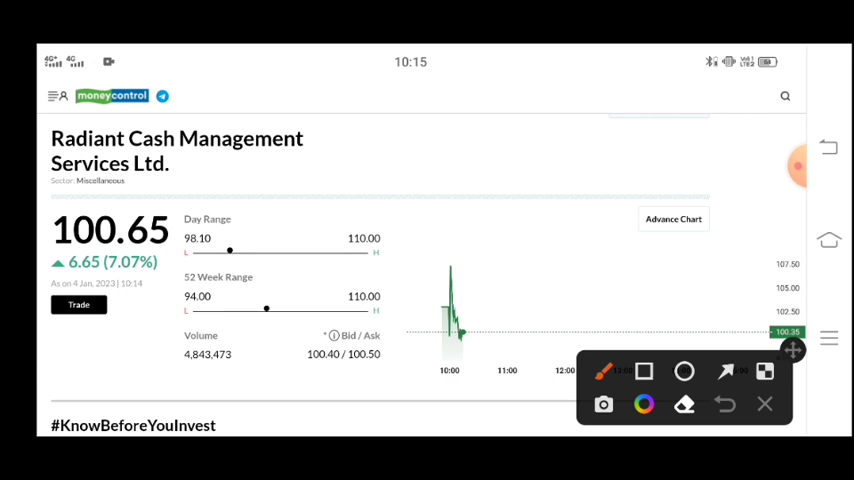 4G+ 4G
10:15
moneycontrol
Radiant Cash Management
Services Ltd.
Sector: Miscellaneous
100.65
6.65 (7.07%)
As on 4 Jan, 2023 | 10:14
Trade
Day Range
98.10 110.00
L H
52 Week Range
94.00 110.00
L H
Volume *ⓘBid / Ask
4,843,473 100.40 / 100.50
Advance Chart
107.50
105.00
102.50
100.35
10:00 11:00 12:00
#KnowBeforeYouInvest